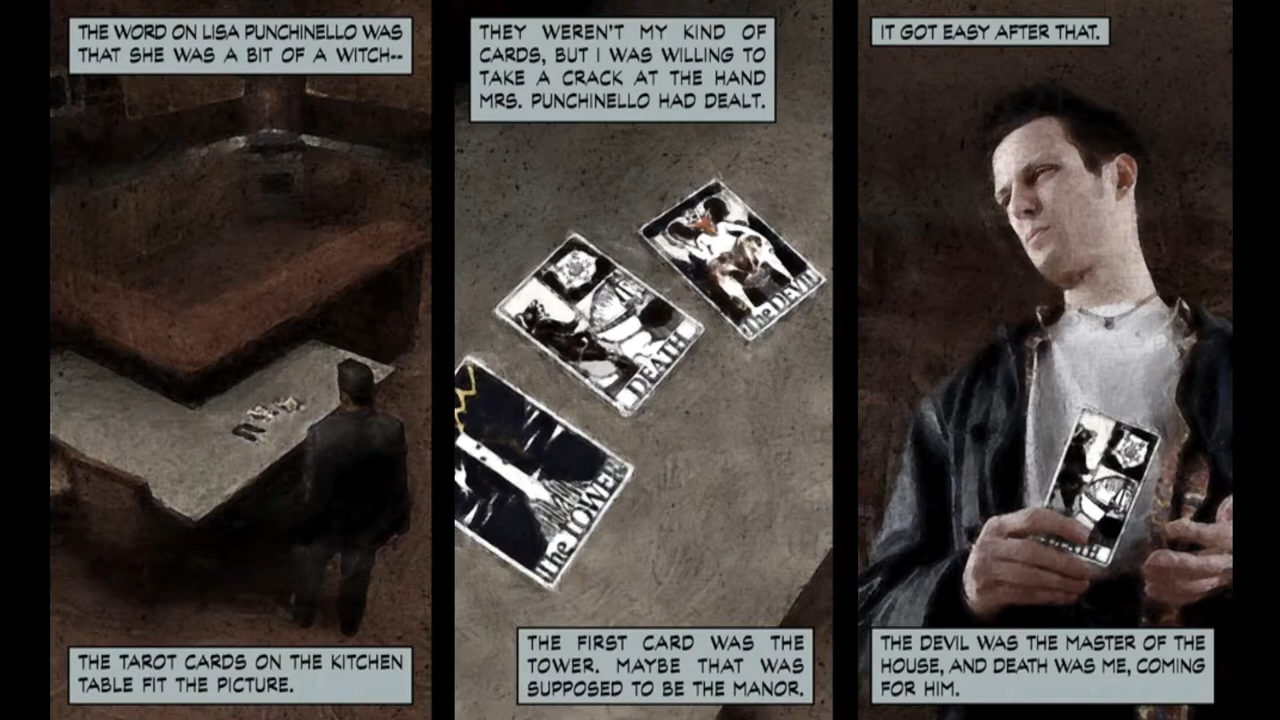 THE WORD ON LISA PUNCHINELLO WAS
THAT SHE WAS A BIT OF A WITCH--
THE TAROT CARDS ON THE KITCHEN
TABLE FIT THE PICTURE.
THEY WEREN'T MY KIND OF
CARDS, BUT I WAS WILLING TO
TAKE A CRACK AT THE HAND
MRS. PUNCHINELLO HAD DEALT.
The DEVIL
DEATH
The TOWER
THE FIRST CARD WAS THE
TOWER. MAYBE THAT WAS
SUPPOSED TO BE THE MANOR.
IT GOT EASY AFTER THAT.
THE DEVIL WAS THE MASTER OF THE
HOUSE, AND DEATH WAS ME, COMING
FOR HIM.